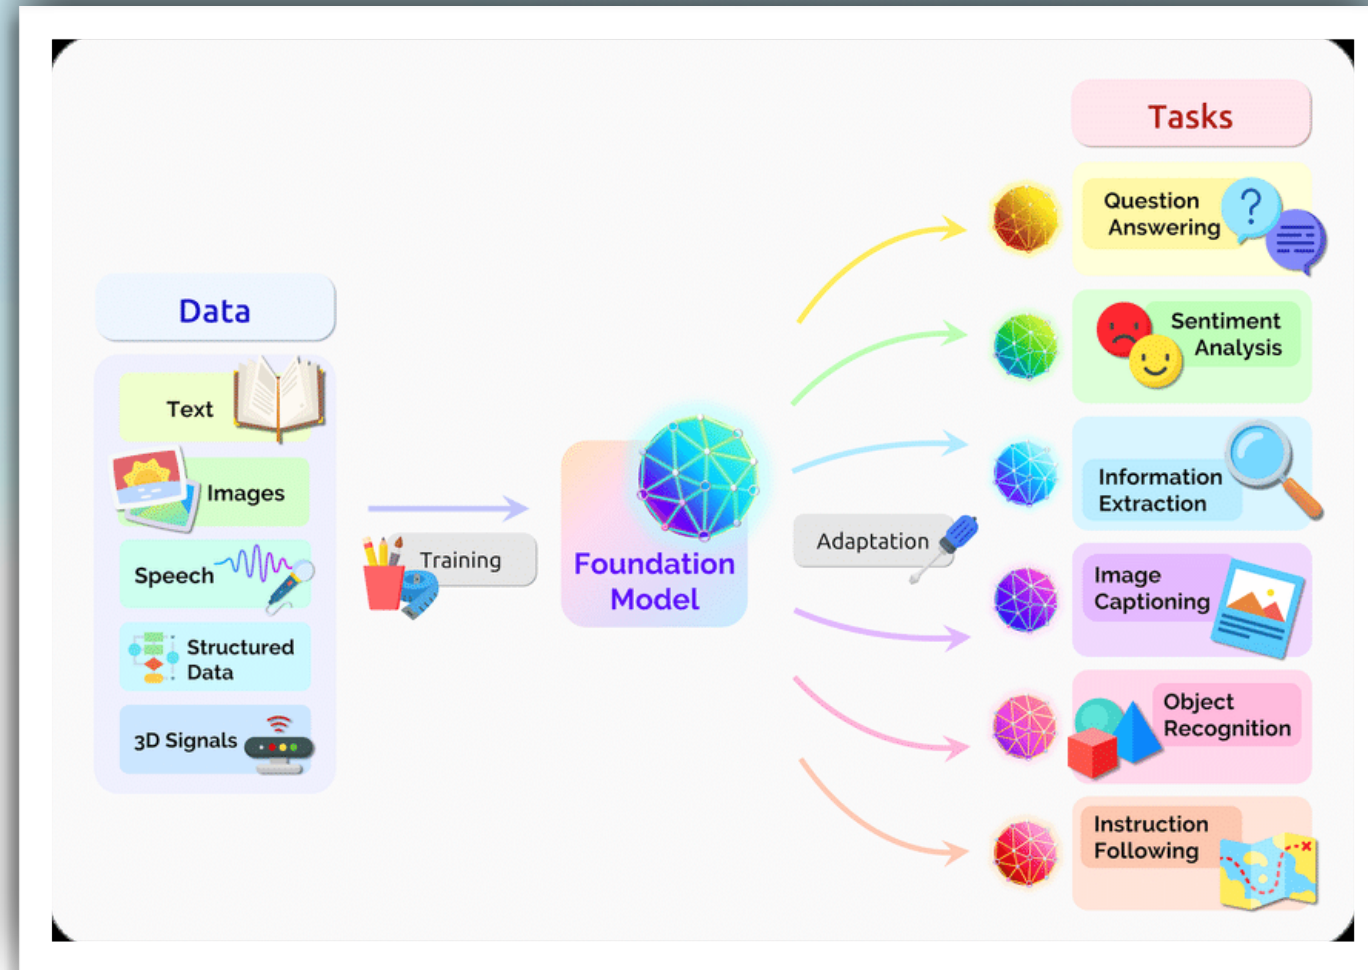 Data
Text
Images
Speech
Structured
Data
3D Signals
Training
Foundation
Model
Adaptation
Tasks
Question
Answering
Sentiment
Analysis
Information
Extraction
Image
Captioning
Object
Recognition
Instruction
Following